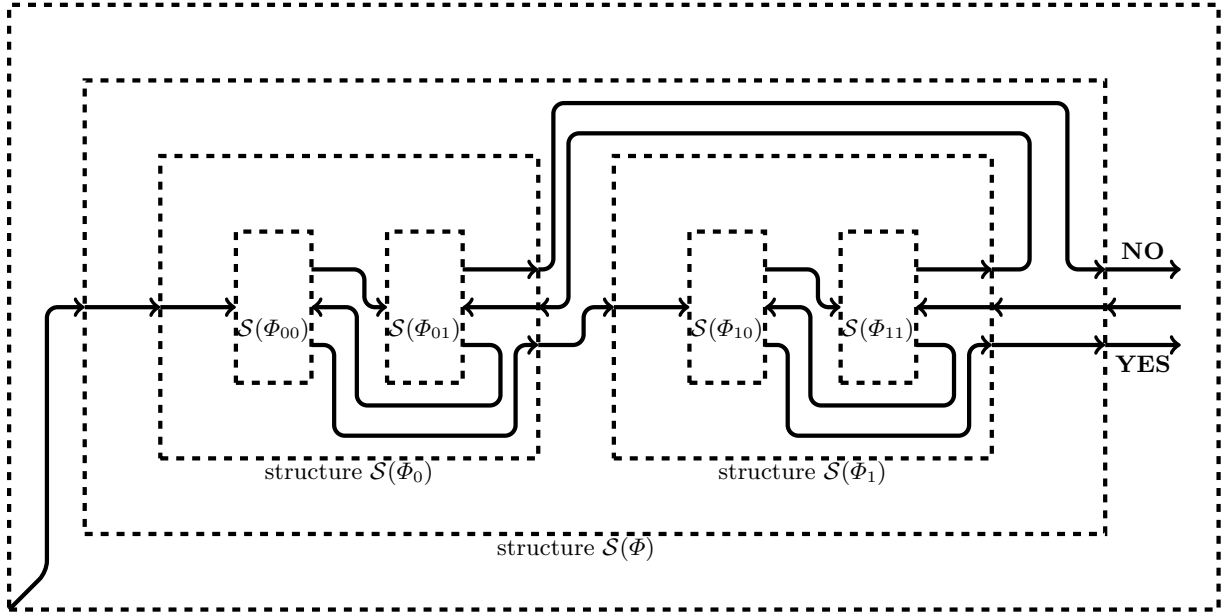 NO
𝒮(Φ₀₀) 𝒮(Φ₀₁) 𝒮(Φ₁₀) 𝒮(Φ₁₁)
YES
structure 𝒮(Φ₀) structure 𝒮(Φ₁)
structure 𝒮(Φ)